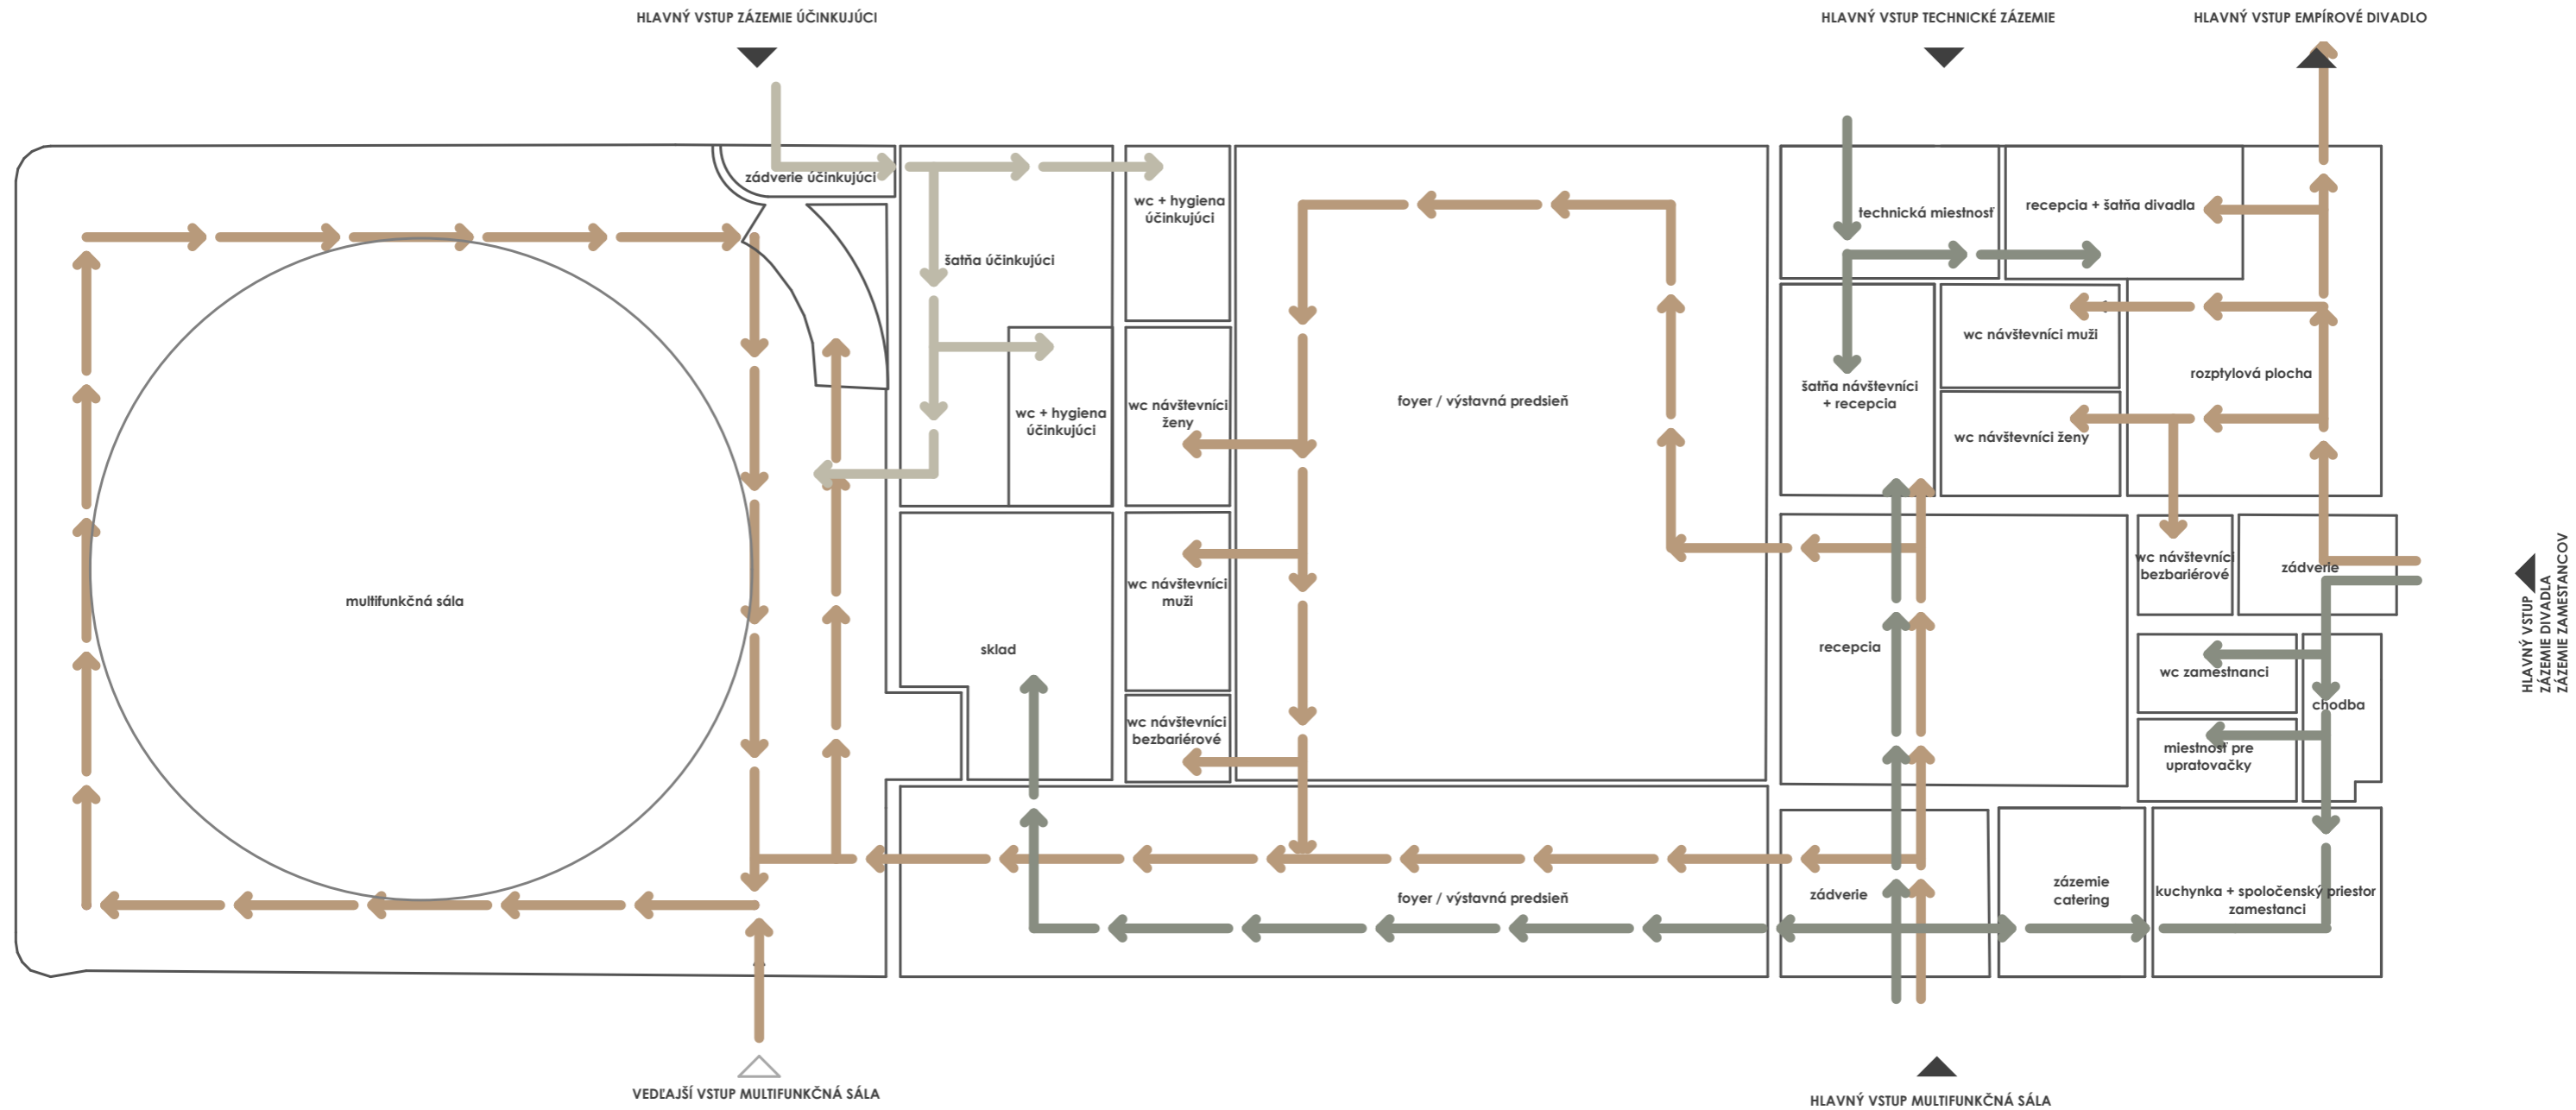 HLAVNÝ VSTUP ZÁZEMIE ÚČINKUJÚCI
HLAVNÝ VSTUP TECHNICKÉ ZÁZEMIE
HLAVNÝ VSTUP EMPÍROVÉ DIVADLO
zádverie účinkujúci
wc + hygiena
účinkujúci
technická miestnosť
recepcia + šatňa divadla
šatňa účinkujúci
wc návštevníci muži
rozptylová plocha
šatňa návštevníci
+ recepcia
foyer / výstavná predsieň
wc návštevníci
ženy
wc + hygiena
účinkujúci
wc návštevníci ženy
wc návštevníci
bezbariérové
zádverie
HLAVNÝ VSTUP
ZÁZEMIE DIVADLA
ZÁZEMIE ZAMESTANCOV
multifunkčná sála
wc návštevníci
muži
sklad
recepcia
wc zamestnanci
chodba
wc návštevníci
bezbariérové
miestnosť pre
upratovačky
foyer / výstavná predsieň
zádverie
zázemie
catering
kuchynka + spoločenský priestor
zamestanci
VEDĽAJŠÍ VSTUP MULTIFUNKČNÁ SÁLA
HLAVNÝ VSTUP MULTIFUNKČNÁ SÁLA